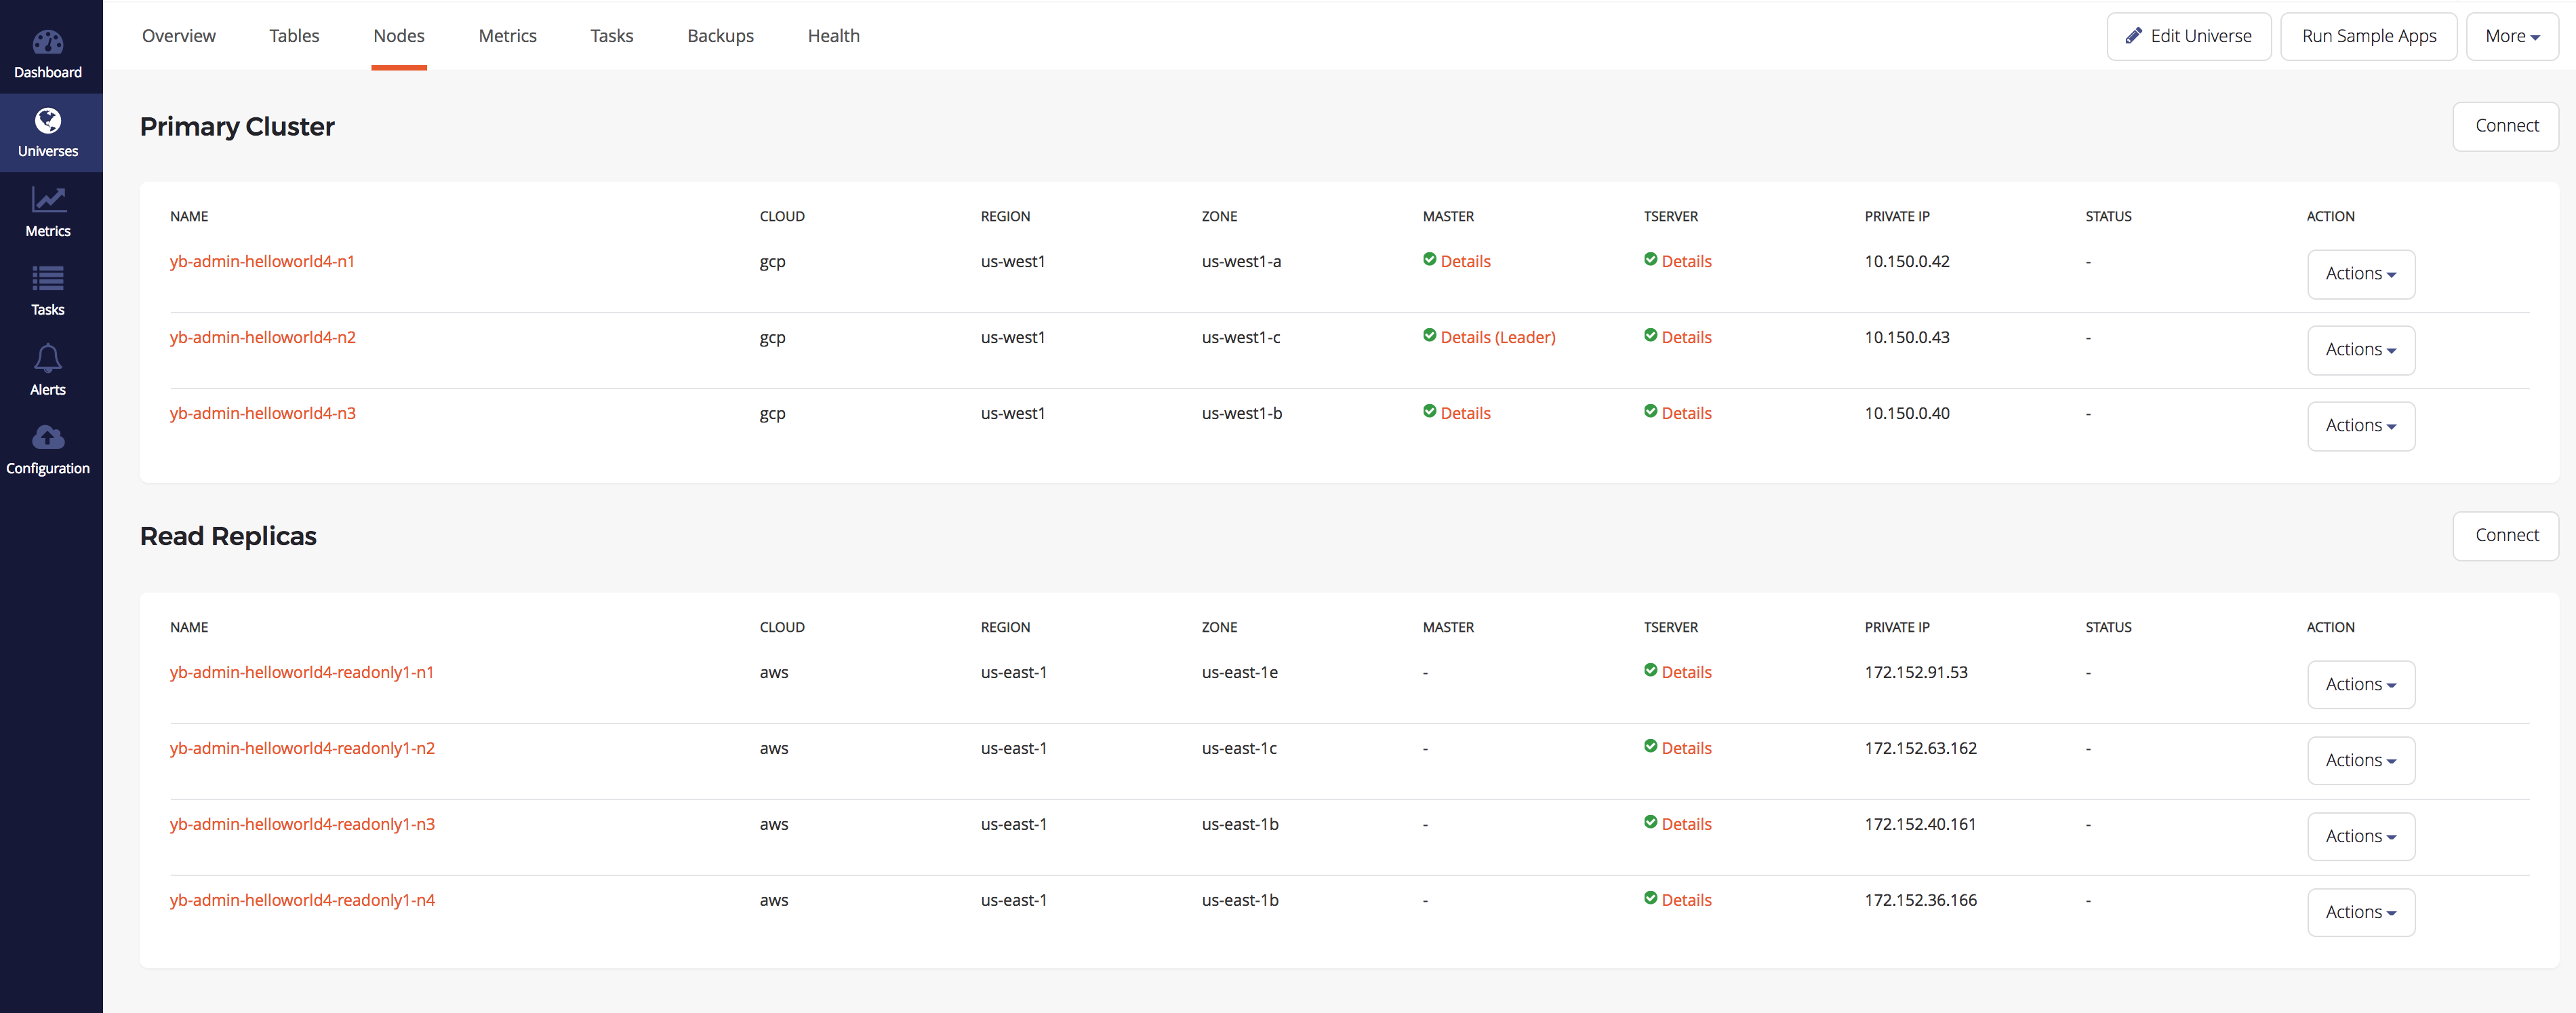 Dashboard
Universes
Metrics
Tasks
Alerts
Configuration
Overview Tables Nodes Metrics Tasks Backups Health Edit Universe Run Sample Apps More
Primary Cluster Connect
NAME CLOUD REGION ZONE MASTER TSERVER PRIVATE IP STATUS ACTION
yb-admin-helloworld4-n1 gcp us-west1 us-west1-a Details Details 10.150.0.42 - Actions
yb-admin-helloworld4-n2 gcp us-west1 us-west1-c Details (Leader) Details 10.150.0.43 - Actions
yb-admin-helloworld4-n3 gcp us-west1 us-west1-b Details Details 10.150.0.40 - Actions
Read Replicas Connect
NAME CLOUD REGION ZONE MASTER TSERVER PRIVATE IP STATUS ACTION
yb-admin-helloworld4-readonly1-n1 aws us-east-1 us-east-1e - Details 172.152.91.53 - Actions
yb-admin-helloworld4-readonly1-n2 aws us-east-1 us-east-1c - Details 172.152.63.162 - Actions
yb-admin-helloworld4-readonly1-n3 aws us-east-1 us-east-1b - Details 172.152.40.161 - Actions
yb-admin-helloworld4-readonly1-n4 aws us-east-1 us-east-1b - Details 172.152.36.166 - Actions